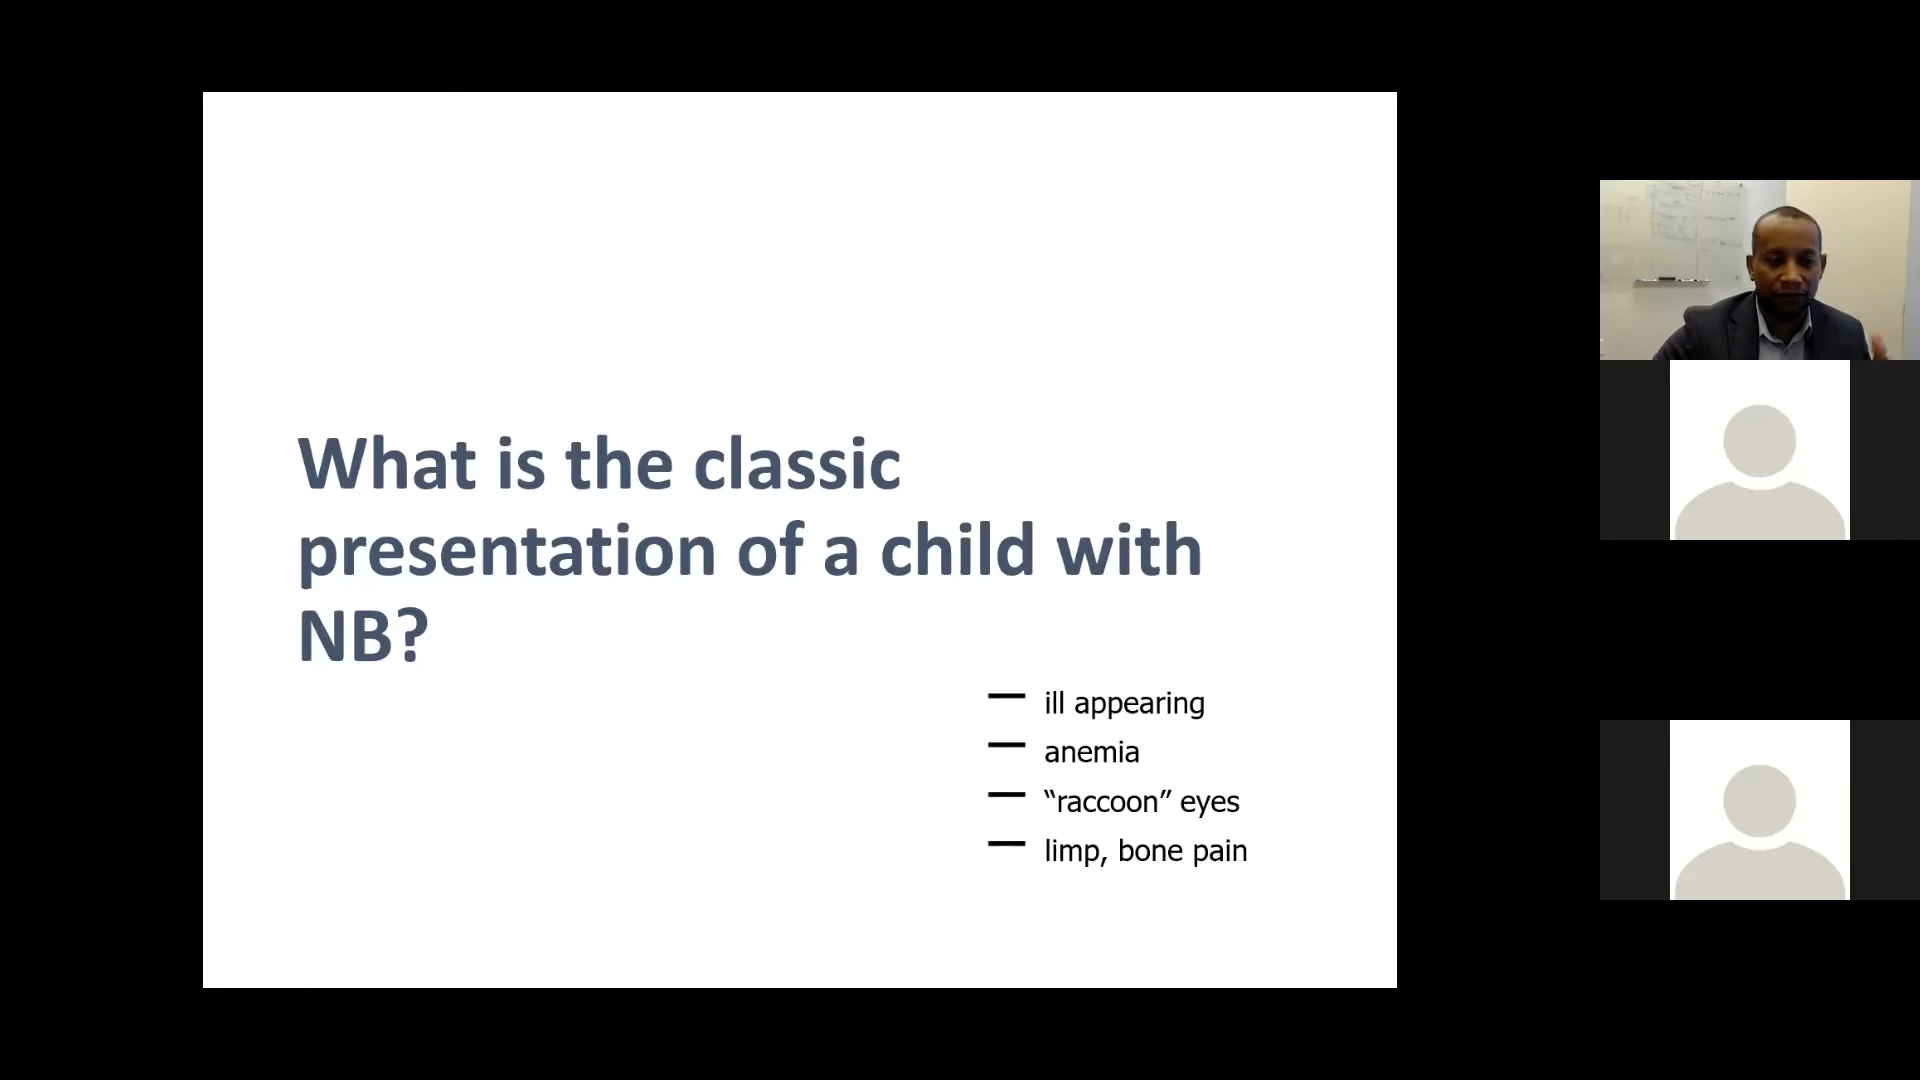 What is the classic
presentation of a child with
NB?
— ill appearing
— anemia
— “raccoon” eyes
— limp, bone pain